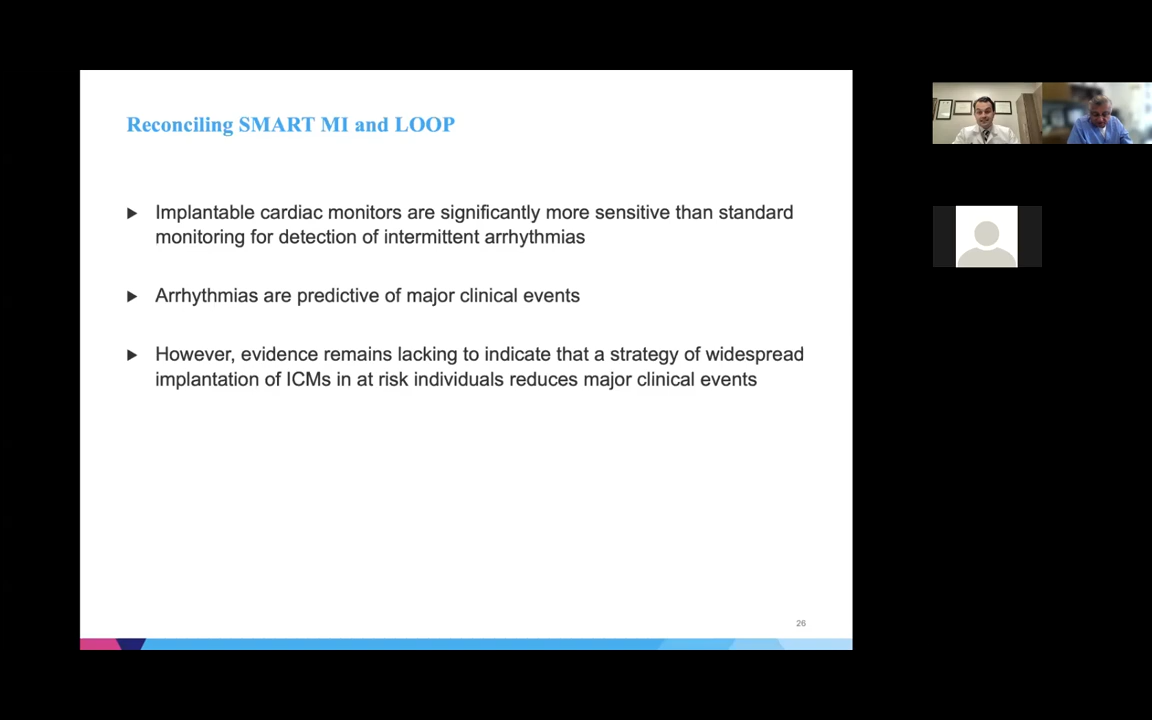 Reconciling SMART MI and LOOP
Implantable cardiac monitors are significantly more sensitive than standard
monitoring for detection of intermittent arrhythmias
Arrhythmias are predictive of major clinical events
However, evidence remains lacking to indicate that a strategy of widespread
implantation of ICMs in at risk individuals reduces major clinical events
26